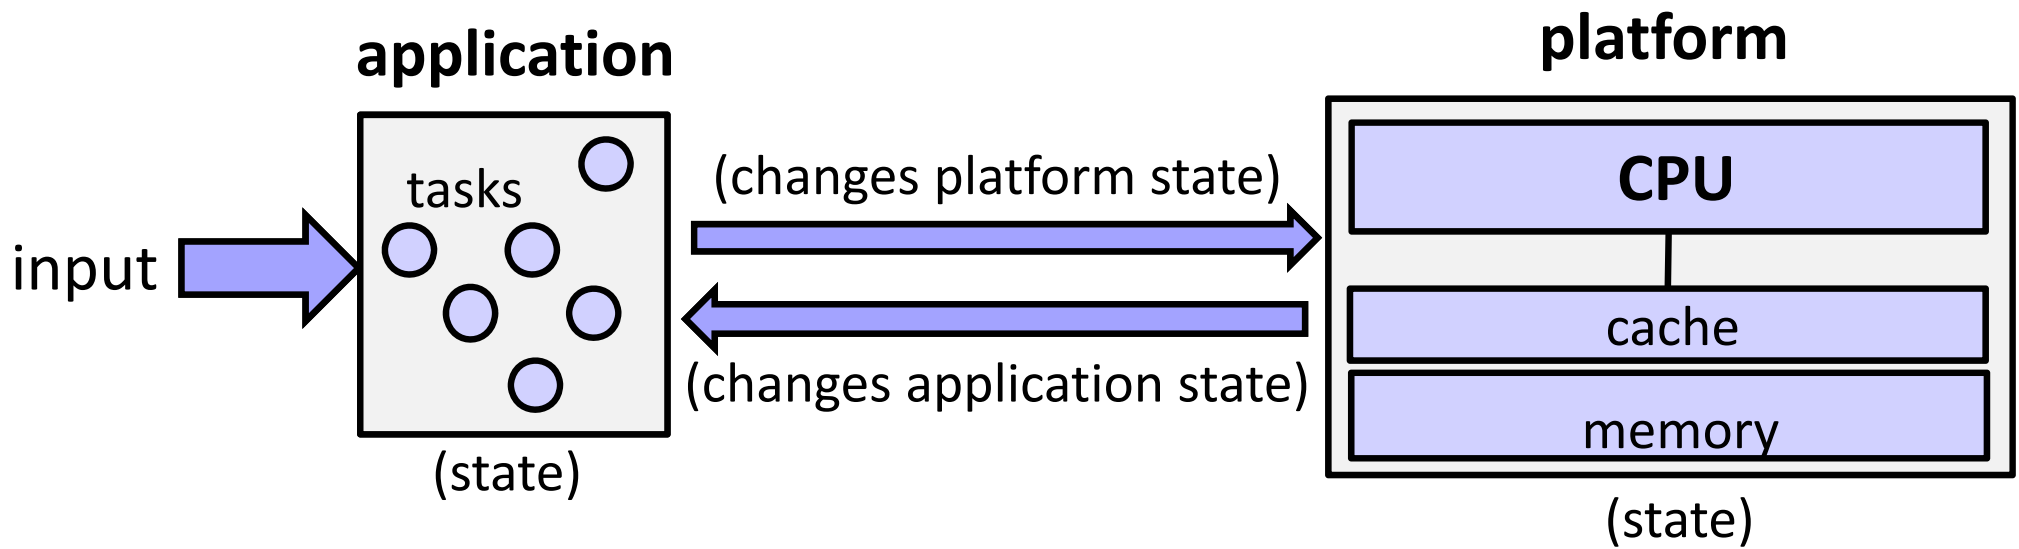 application
platform
tasks
(changes platform state)
CPU
input
cache
(changes application state)
memory
(state)
(state)